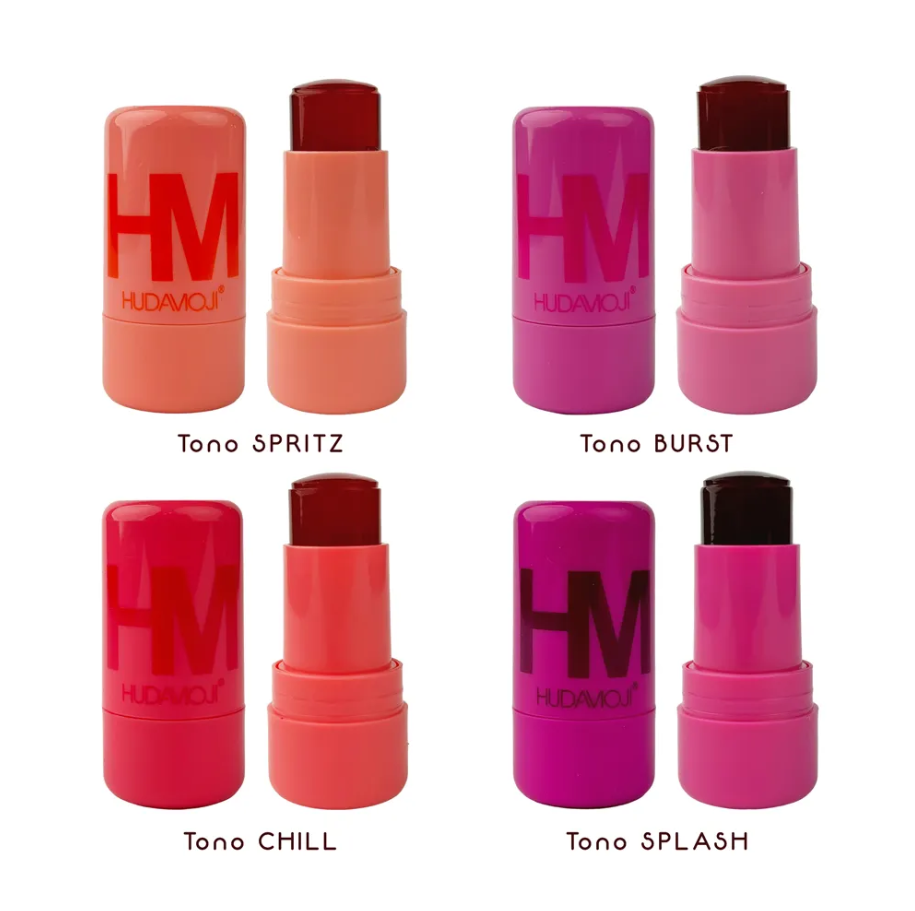 HM
HUDAMOJI®
Tono SPRITZ
HM
HUDAMOJI®
Tono BURST
HM
HUDAMOJI®
Tono CHILL
HM
HUDAMOJI®
Tono SPLASH